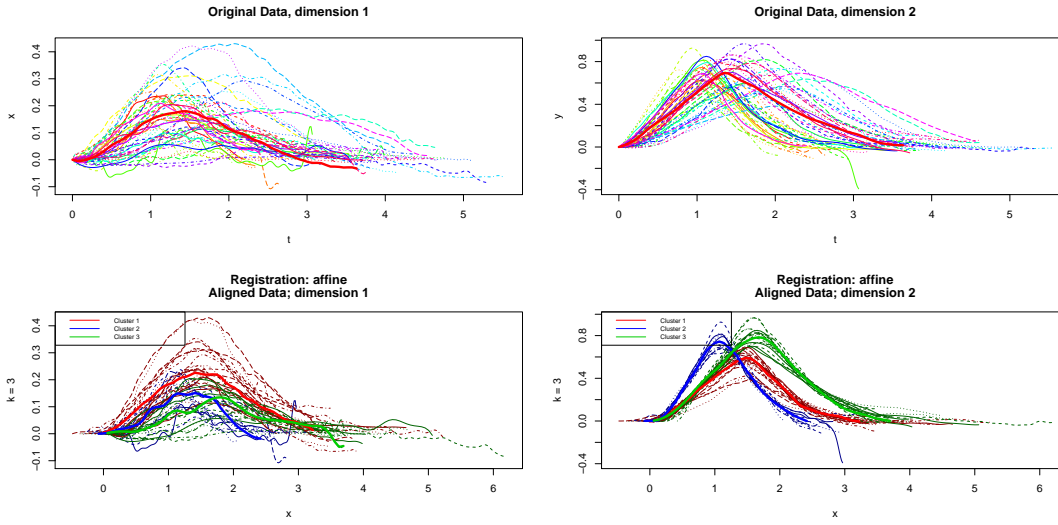 Original Data, dimension 1
x
0.4
0.3
0.2
0.1
0.0
−0.1
0 1 2 3 4 5
t
Original Data, dimension 2
y
0.8
0.4
0.0
−0.4
0 1 2 3 4 5
t
Registration: affine
Aligned Data; dimension 1
k = 3
0.4
0.3
0.2
0.1
0.0
−0.1
Cluster 1
Cluster 2
Cluster 3
0 1 2 3 4 5 6
x
Registration: affine
Aligned Data; dimension 2
k = 3
0.8
0.4
0.0
−0.4
Cluster 1
Cluster 2
Cluster 3
0 1 2 3 4 5 6
x